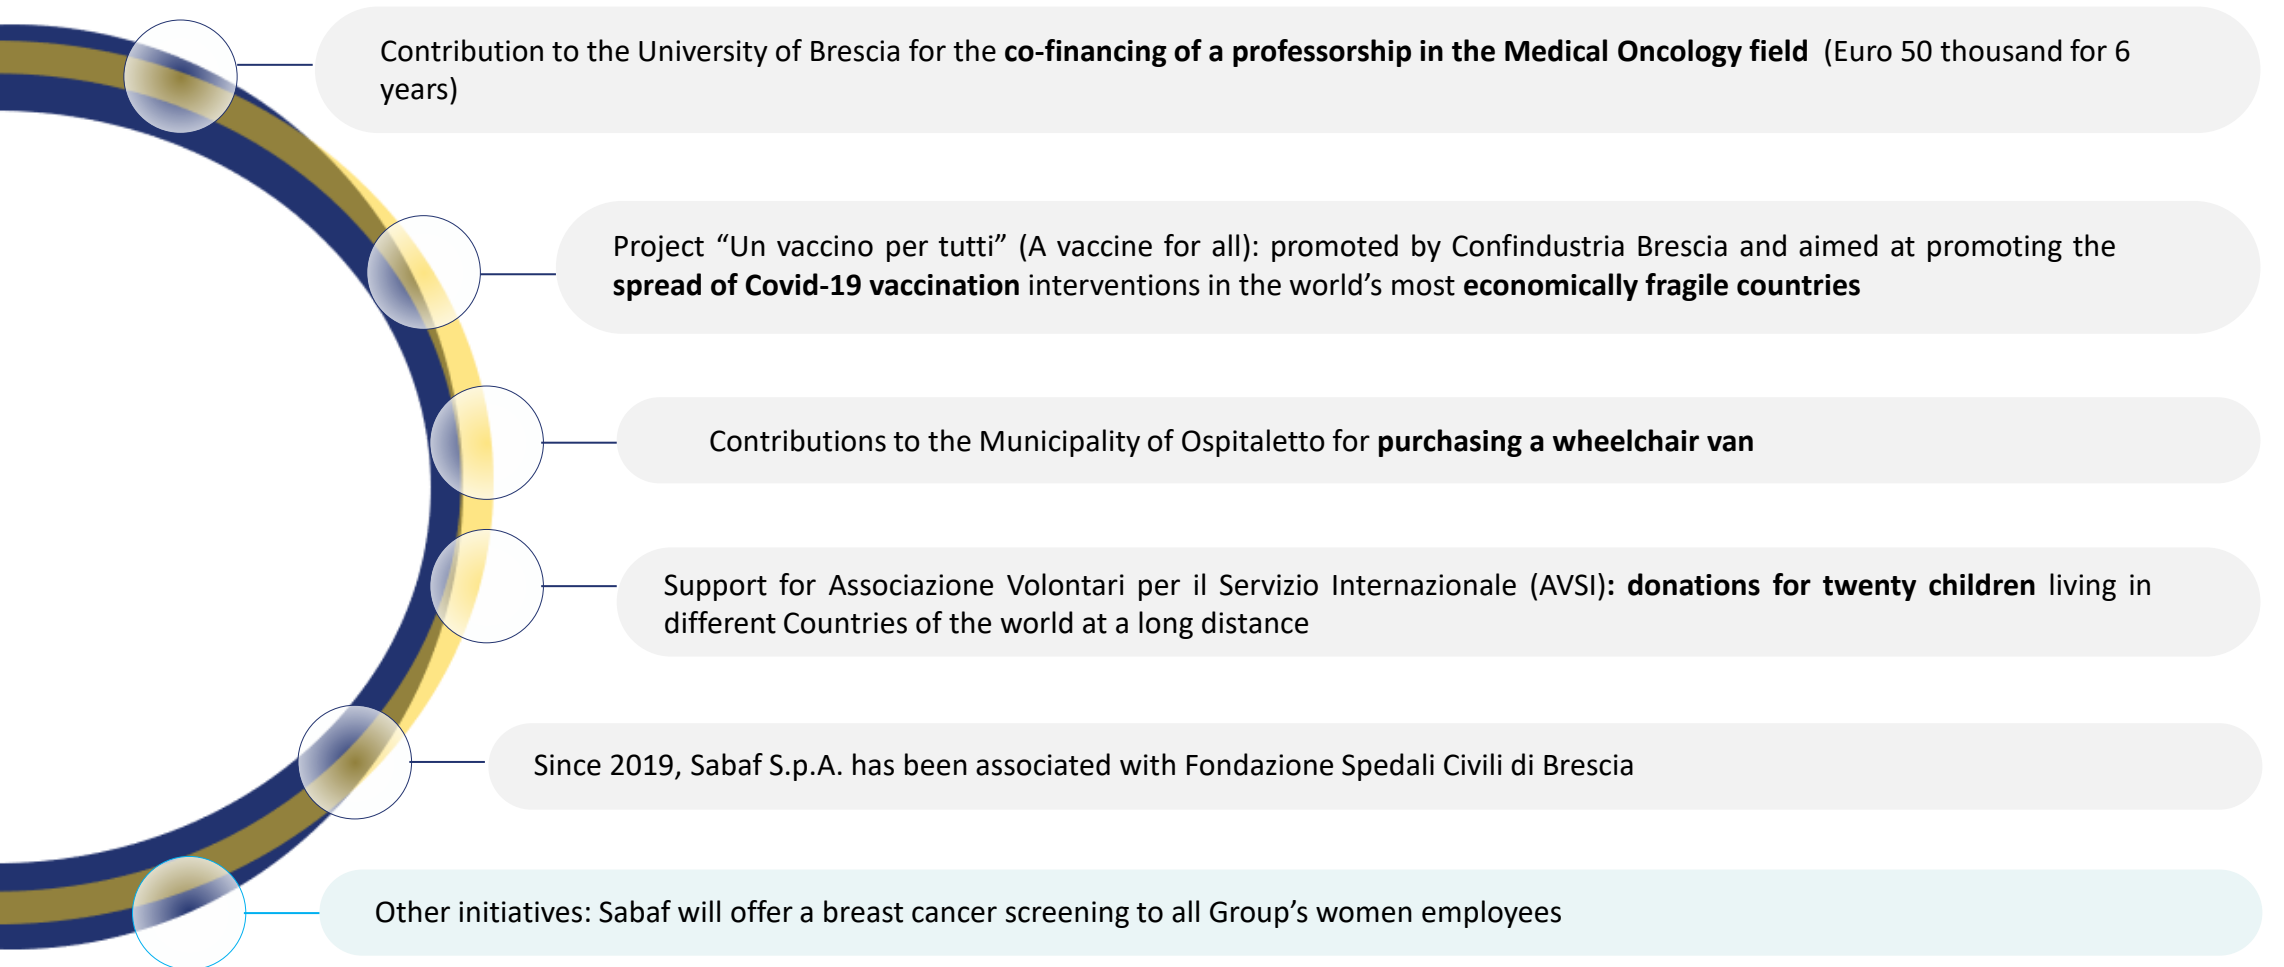 Contribution to the University of Brescia for the co-financing of a professorship in the Medical Oncology field (Euro 50 thousand for 6
years)
Project “Un vaccino per tutti” (A vaccine for all): promoted by Confindustria Brescia and aimed at promoting the
spread of Covid-19 vaccination interventions in the world’s most economically fragile countries
Contributions to the Municipality of Ospitaletto for purchasing a wheelchair van
Support for Associazione Volontari per il Servizio Internazionale (AVSI): donations for twenty children living in
different Countries of the world at a long distance
Since 2019, Sabaf S.p.A. has been associated with Fondazione Spedali Civili di Brescia
Other initiatives: Sabaf will offer a breast cancer screening to all Group’s women employees